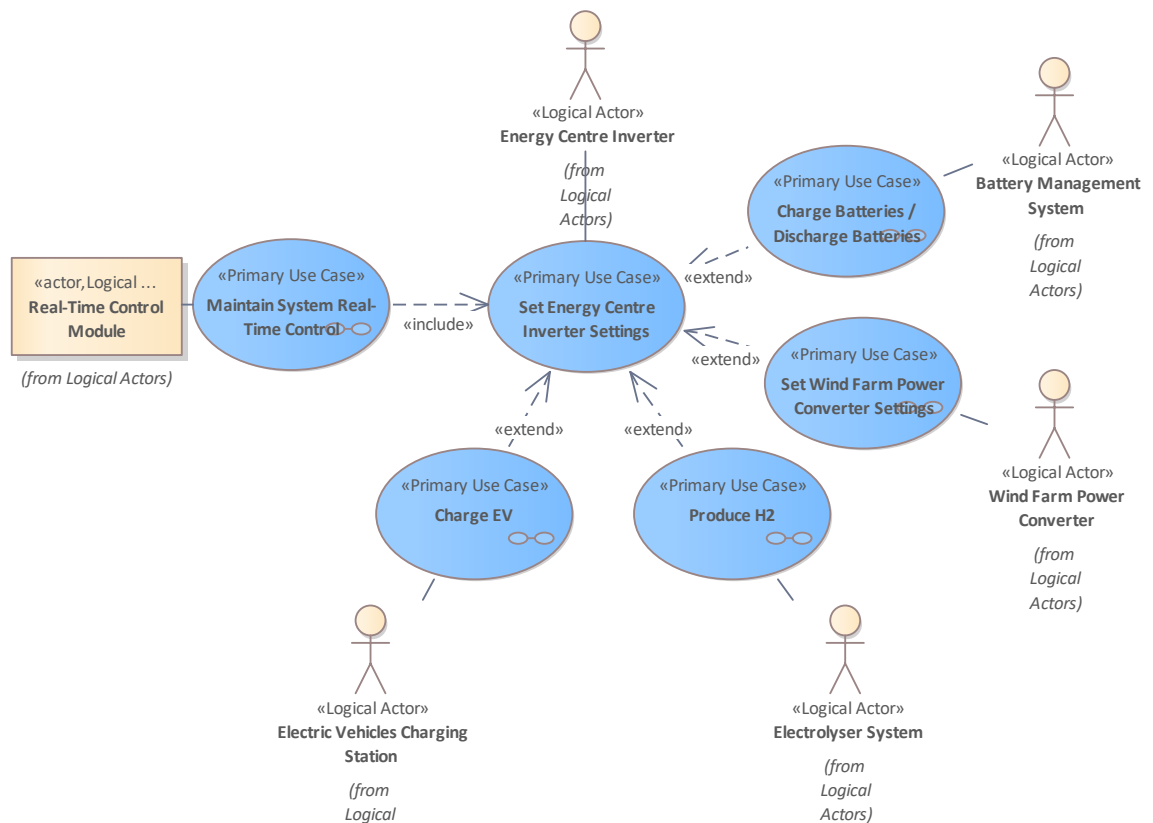 «Logical Actor»
Energy Centre Inverter
(from
Logical
Actors)
«Logical Actor»
Battery Management
System
(from
Logical
Actors)
«Primary Use Case»
Charge Batteries /
Discharge Batteries
«extend»
«actor,Logical ...
Real-Time Control
Module
(from Logical Actors)
«Primary Use Case»
Maintain System Real-
Time Control
«include»
«Primary Use Case»
Set Energy Centre
Inverter Settings
«extend»
«Primary Use Case»
Set Wind Farm Power
Converter Settings
«Logical Actor»
Wind Farm Power
Converter
(from
Logical
Actors)
«extend»
«extend»
«Primary Use Case»
Charge EV
«Primary Use Case»
Produce H2
«Logical Actor»
Electric Vehicles Charging
Station
(from
Logical
«Logical Actor»
Electrolyser System
(from
Logical
Actors)